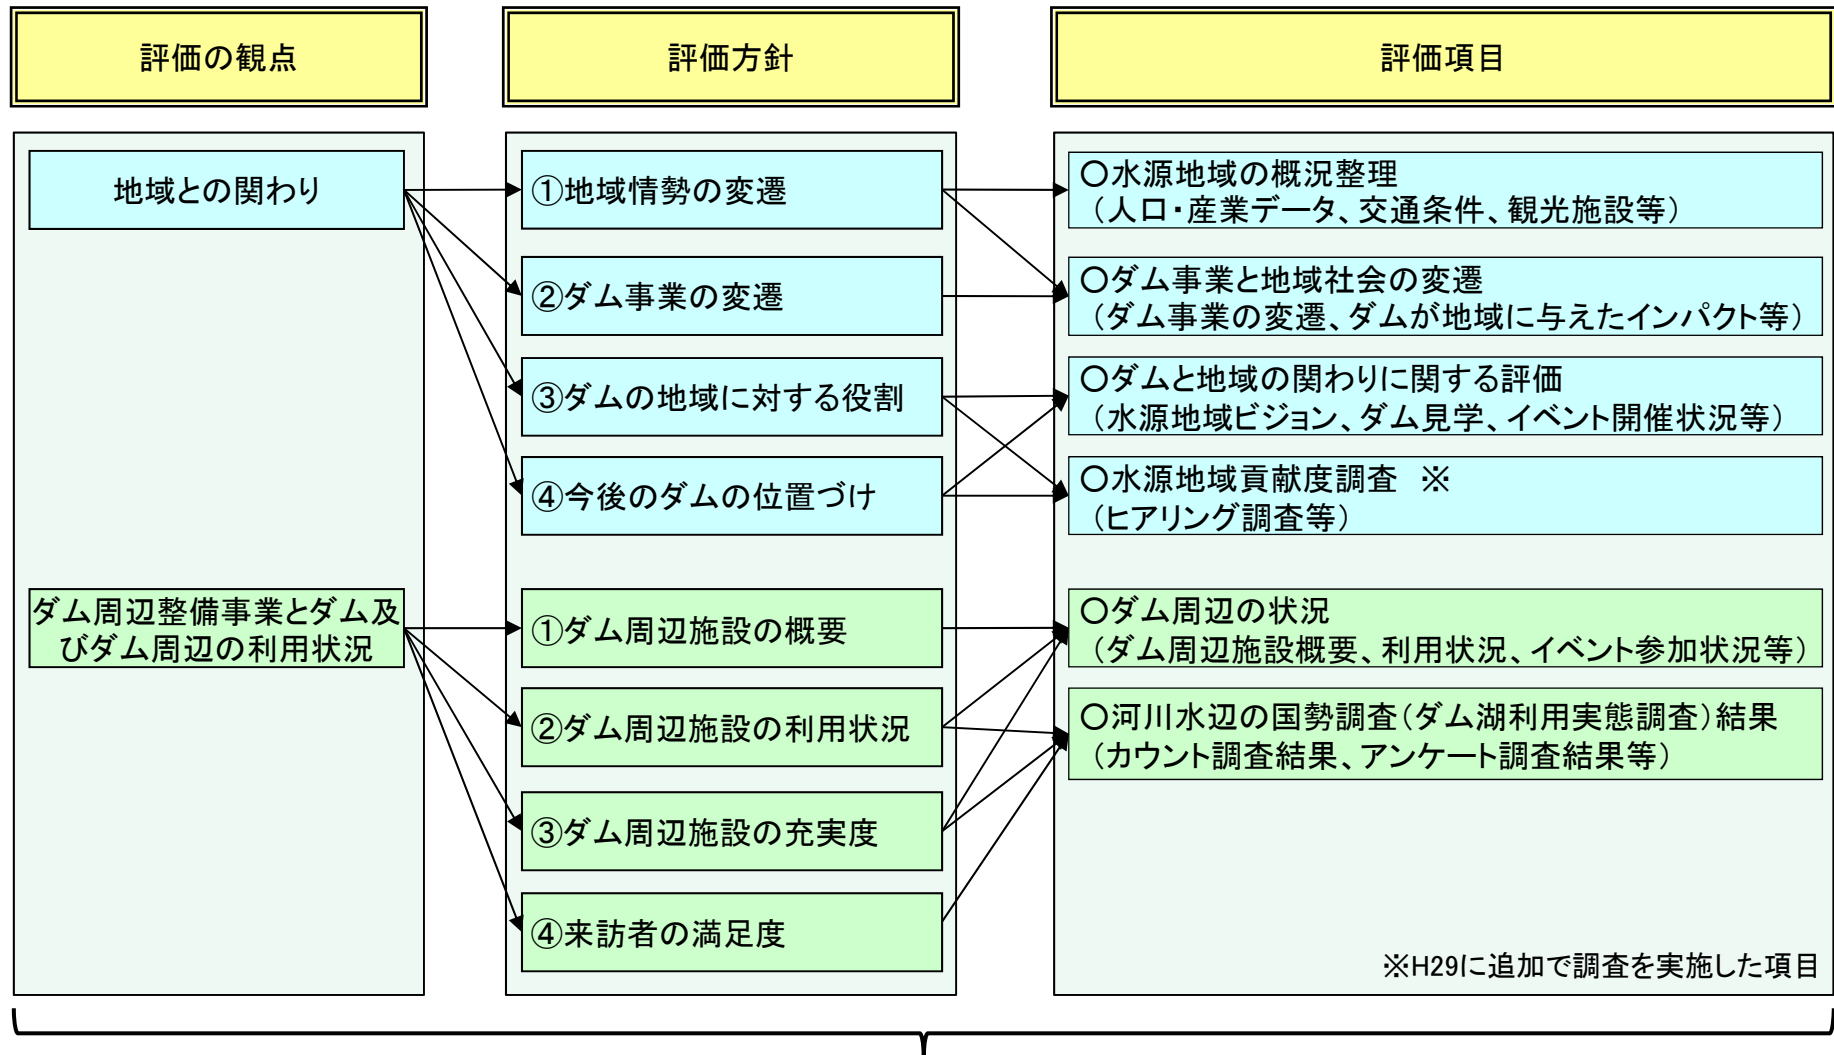 評価の観点
評価方針
評価項目
地域との関わり
①地域情勢の変遷
②ダム事業の変遷
③ダムの地域に対する役割
④今後のダムの位置づけ
○水源地域の概況整理
（人口・産業データ、交通条件、観光施設等）
○ダム事業と地域社会の変遷
（ダム事業の変遷、ダムが地域に与えたインパクト等）
○ダムと地域の関わりに関する評価
（水源地域ビジョン、ダム見学、イベント開催状況等）
○水源地域貢献度調査　※
（ヒアリング調査等）
ダム周辺整備事業とダム及
びダム周辺の利用状況
①ダム周辺施設の概要
②ダム周辺施設の利用状況
③ダム周辺施設の充実度
④来訪者の満足度
○ダム周辺の状況
（ダム周辺施設概要、利用状況、イベント参加状況等）
○河川水辺の国勢調査（ダム湖利用実態調査）結果
（カウント調査結果、アンケート調査結果等）
※H29に追加で調査を実施した項目